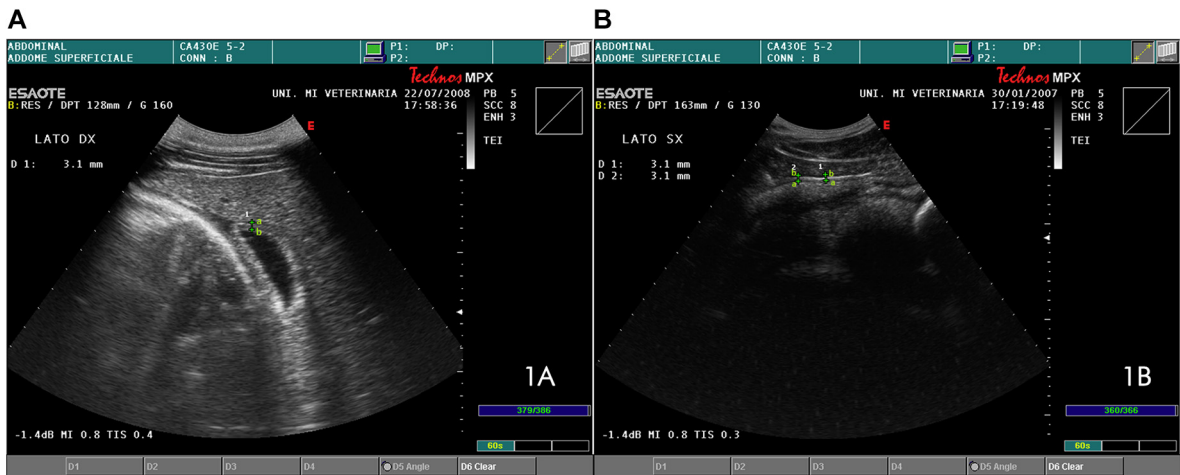 A
ABDOMINAL
ADDOME SUPERFICIALE
CA430E 5-2
CONN : B
P1: DP:
P2:
Technos MPX
ESAOTE
UNI. MI VETERINARIA 22/07/2008
17:58:36
B:RES / DPT 128mm / G 160
PB 5
SCC 8
ENH 3
TEI
E
LATO DX
D 1: 3.1 mm
1
a
b
1A
379/386
-1.4dB MI 0.8 TIS 0.4
60s
D1 D2 D3 D4 D5 Angle D6 Clear
B
ABDOMINAL
ADDOME SUPERFICIALE
CA430E 5-2
CONN : B
P1: DP:
P2:
Technos MPX
ESAOTE
UNI. MI VETERINARIA 30/01/2007
17:19:48
B:RES / DPT 163mm / G 130
PB 5
SCC 8
ENH 3
TEI
E
LATO SX
D 1: 3.1 mm
D 2: 3.1 mm
2 1
b b
a a
1B
360/366
-1.4dB MI 0.8 TIS 0.3
60s
D1 D2 D3 D4 D5 Angle D6 Clear